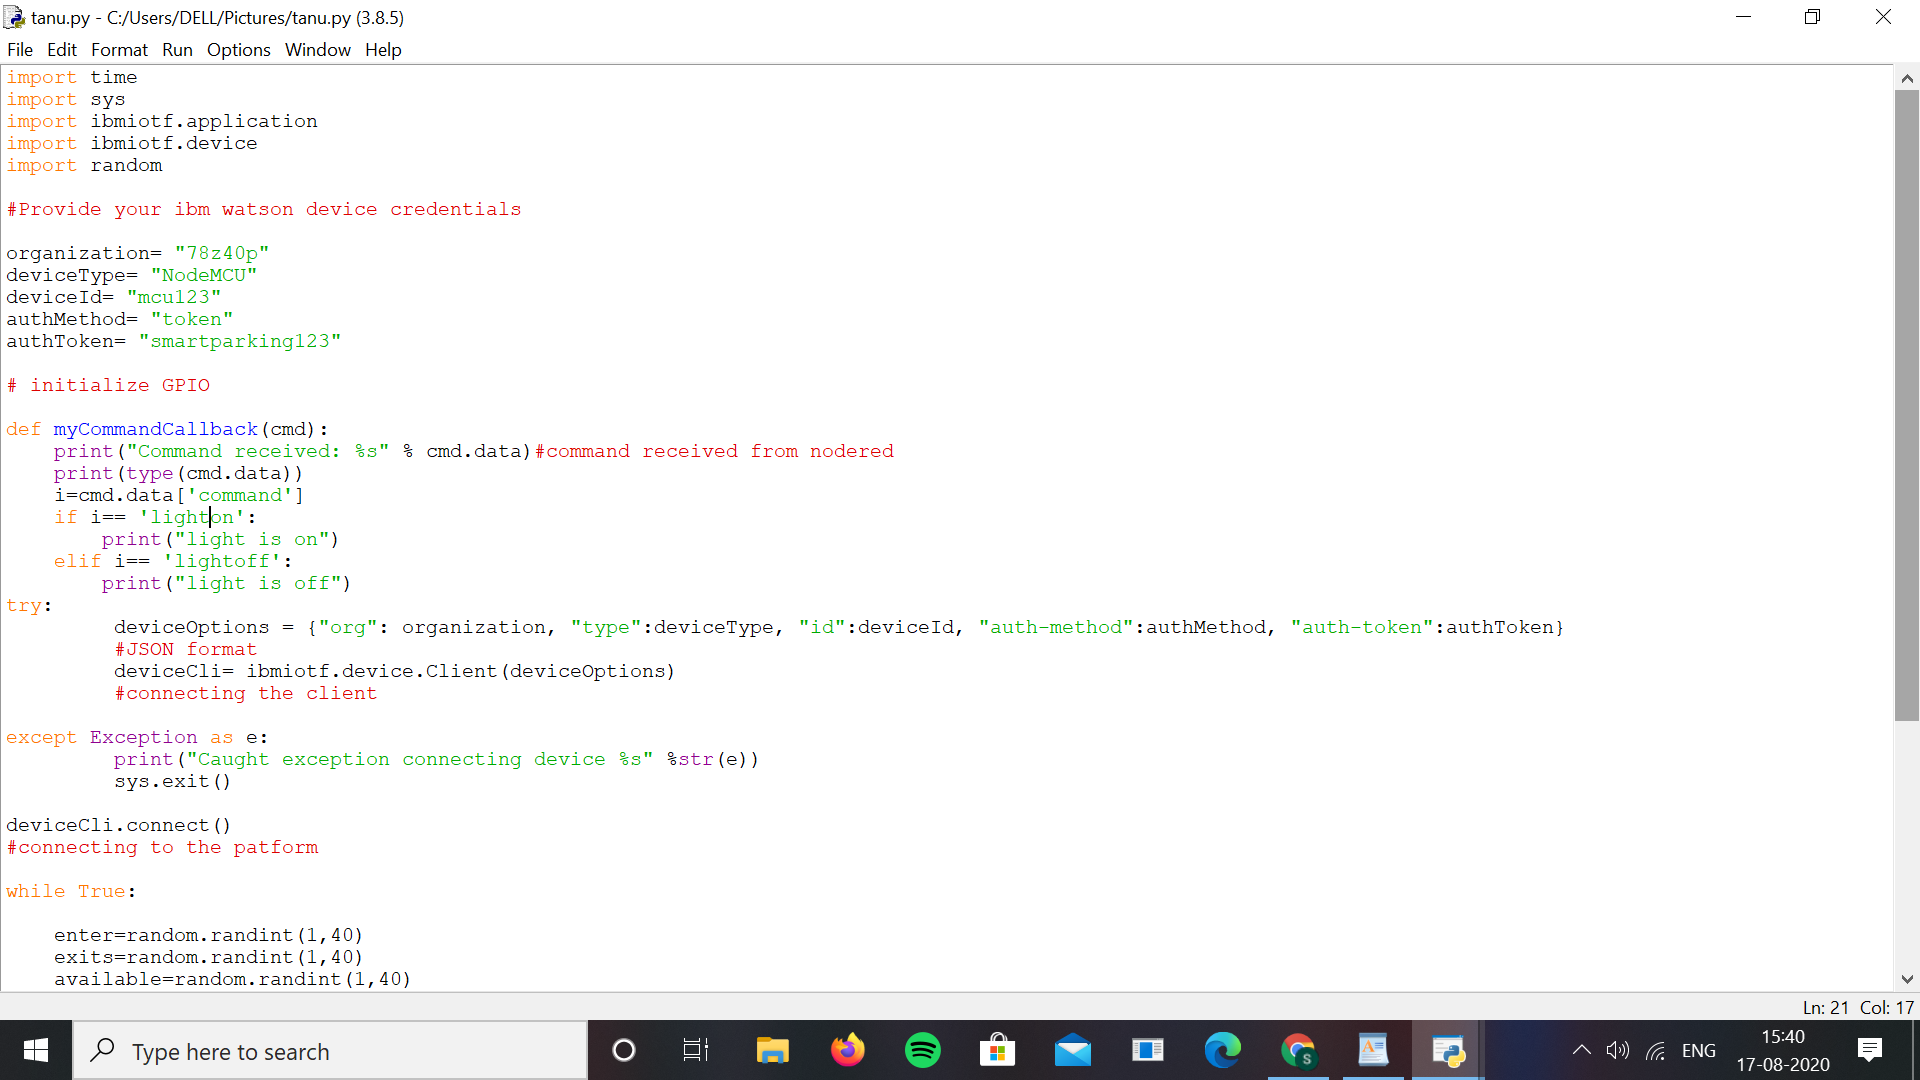 tanu.py - C:/Users/DELL/Pictures/tanu.py (3.8.5)
File Edit Format Run Options Window Help
import time
import sys
import ibmiotf.application
import ibmiotf.device
import random
#Provide your ibm watson device credentials
organization= "78z40p"
deviceType= "NodeMCU"
deviceId= "mcu123"
authMethod= "token"
authToken= "smartparking123"
# initialize GPIO
def myCommandCallback(cmd):
    print("Command received: %s" % cmd.data)#command received from nodered
    print(type(cmd.data))
    i=cmd.data['command']
    if i== 'lighton':
        print("light is on")
    elif i== 'lightoff':
        print("light is off")
try:
         deviceOptions = {"org": organization, "type":deviceType, "id":deviceId, "auth-method":authMethod, "auth-token":authToken}
         #JSON format
         deviceCli= ibmiotf.device.Client(deviceOptions)
         #connecting the client
except Exception as e:
         print("Caught exception connecting device %s" %str(e))
         sys.exit()
deviceCli.connect()
#connecting to the patform
while True:
    enter=random.randint(1,40)
    exits=random.randint(1,40)
    available=random.randint(1,40)
Ln: 21 Col: 17
Type here to search
S
ENG
15:40
17-08-2020